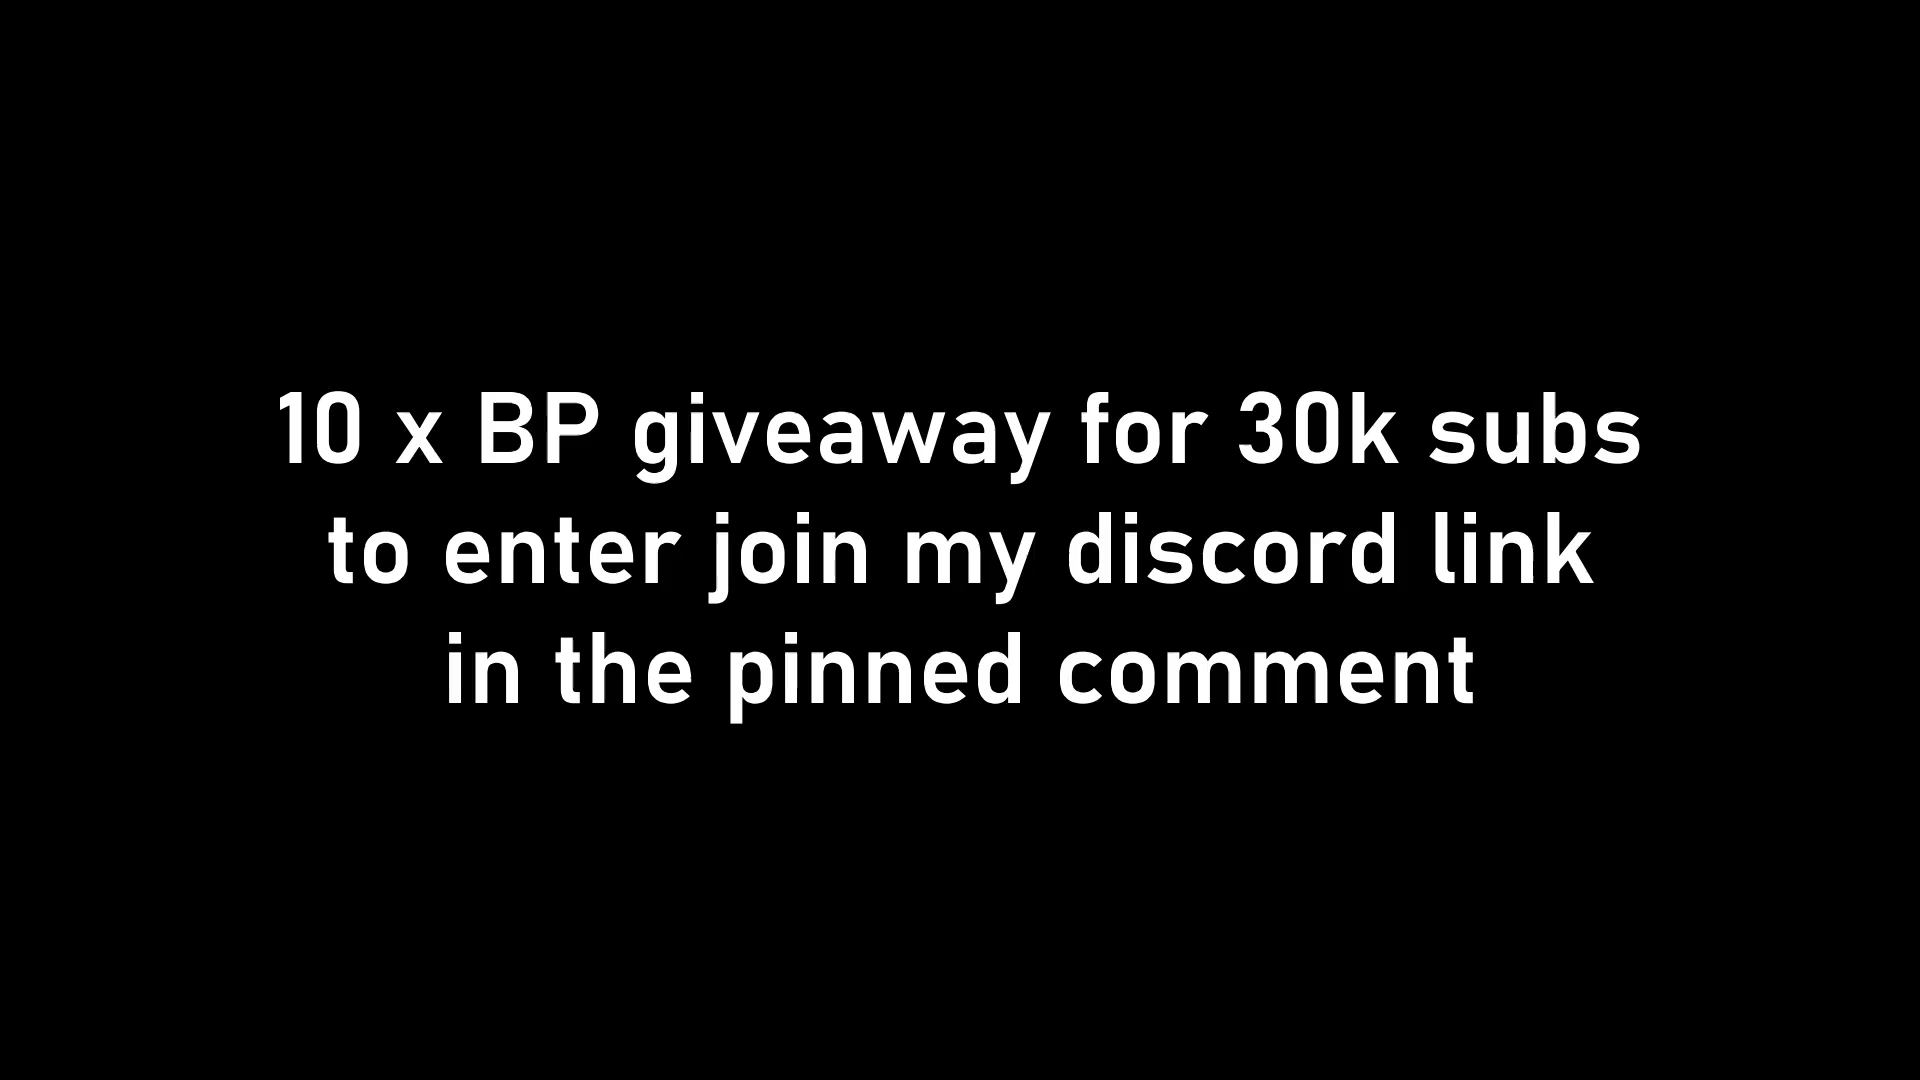 10 x BP giveaway for 30k subs
to enter join my discord link
in the pinned comment